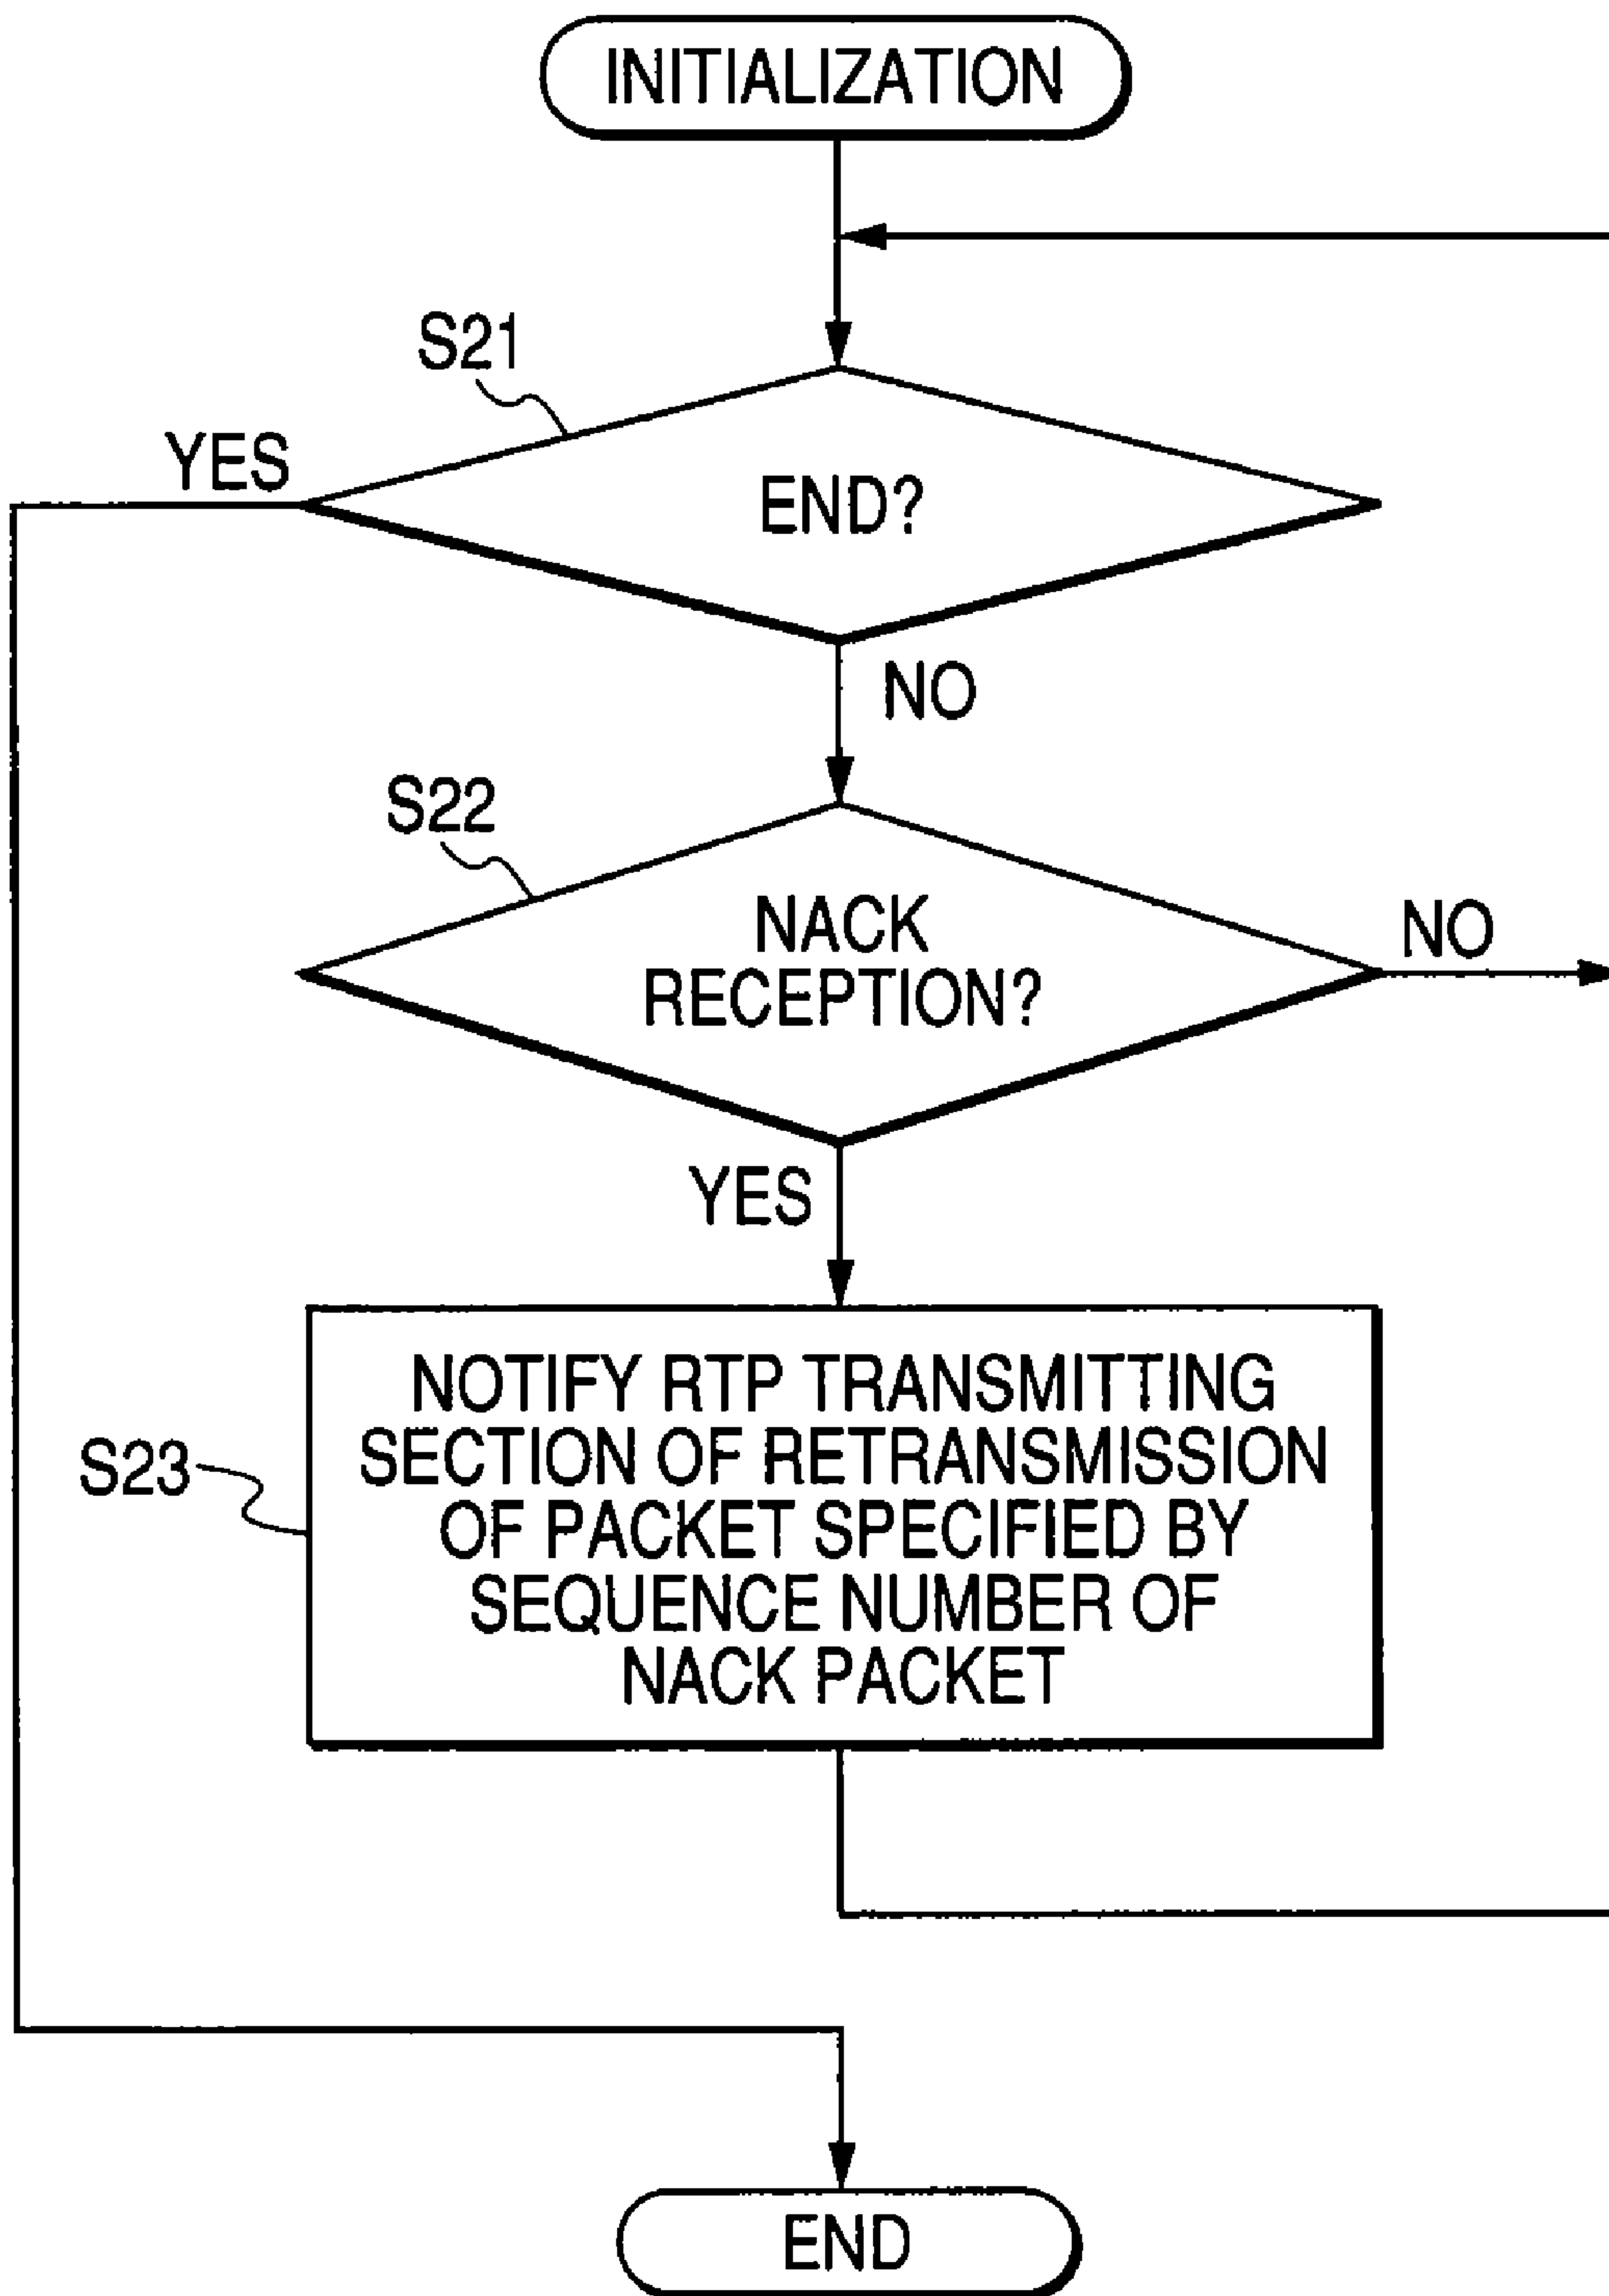 INITIALIZATION
S21
YES
END?
NO
S22
NACK
RECEPTION?
NO
YES
S23
NOTIFY RTP TRANSMITTING
SECTION OF RETRANSMISSION
OF PACKET SPECIFIED BY
SEQUENCE NUMBER OF
NACK PACKET
END